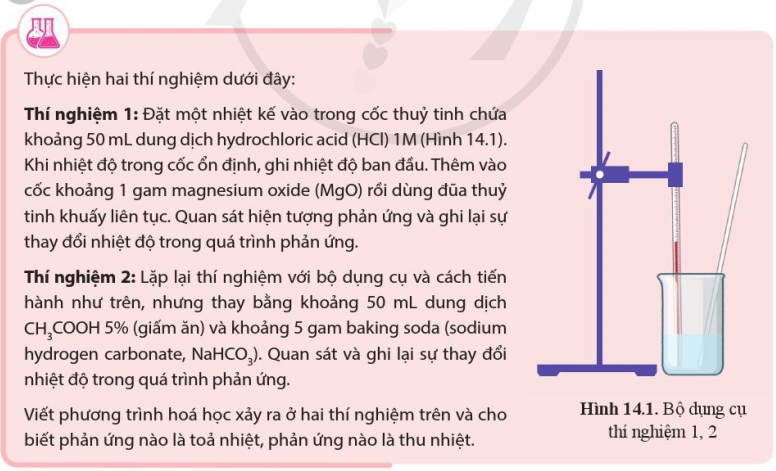 Thực hiện hai thí nghiệm dưới đây:
Thí nghiệm 1: Đặt một nhiệt kế vào trong cốc thuỷ tinh chứa
khoảng 50 mL dung dịch hydrochloric acid (HCl) 1M (Hình 14.1).
Khi nhiệt độ trong cốc ổn định, ghi nhiệt độ ban đầu. Thêm vào
cốc khoảng 1 gam magnesium oxide (MgO) rồi dùng đũa thuỷ
tinh khuấy liên tục. Quan sát hiện tượng phản ứng và ghi lại sự
thay đổi nhiệt độ trong quá trình phản ứng.
Thí nghiệm 2: Lặp lại thí nghiệm với bộ dụng cụ và cách tiến
hành như trên, nhưng thay bằng khoảng 50 mL dung dịch
CH₃COOH 5% (giấm ăn) và khoảng 5 gam baking soda (sodium
hydrogen carbonate, NaHCO₃). Quan sát và ghi lại sự thay đổi
nhiệt độ trong quá trình phản ứng.
Viết phương trình hoá học xảy ra ở hai thí nghiệm trên và cho
biết phản ứng nào là toả nhiệt, phản ứng nào là thu nhiệt.
Hình 14.1. Bộ dụng cụ
thí nghiệm 1, 2